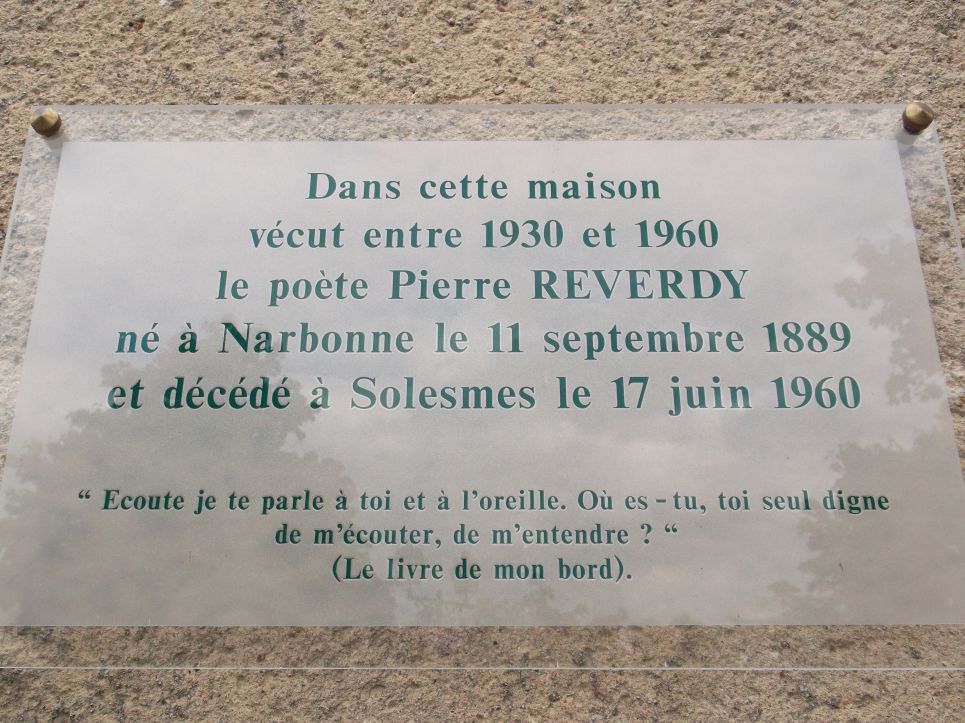 Dans cette maison
vécut entre 1930 et 1960
le poète Pierre REVERDY
né à Narbonne le 11 septembre 1889
et décédé à Solesmes le 17 juin 1960
“ Ecoute je te parle à toi et à l’oreille. Où es - tu, toi seul digne
de m’écouter, de m’entendre ? “
(Le livre de mon bord).